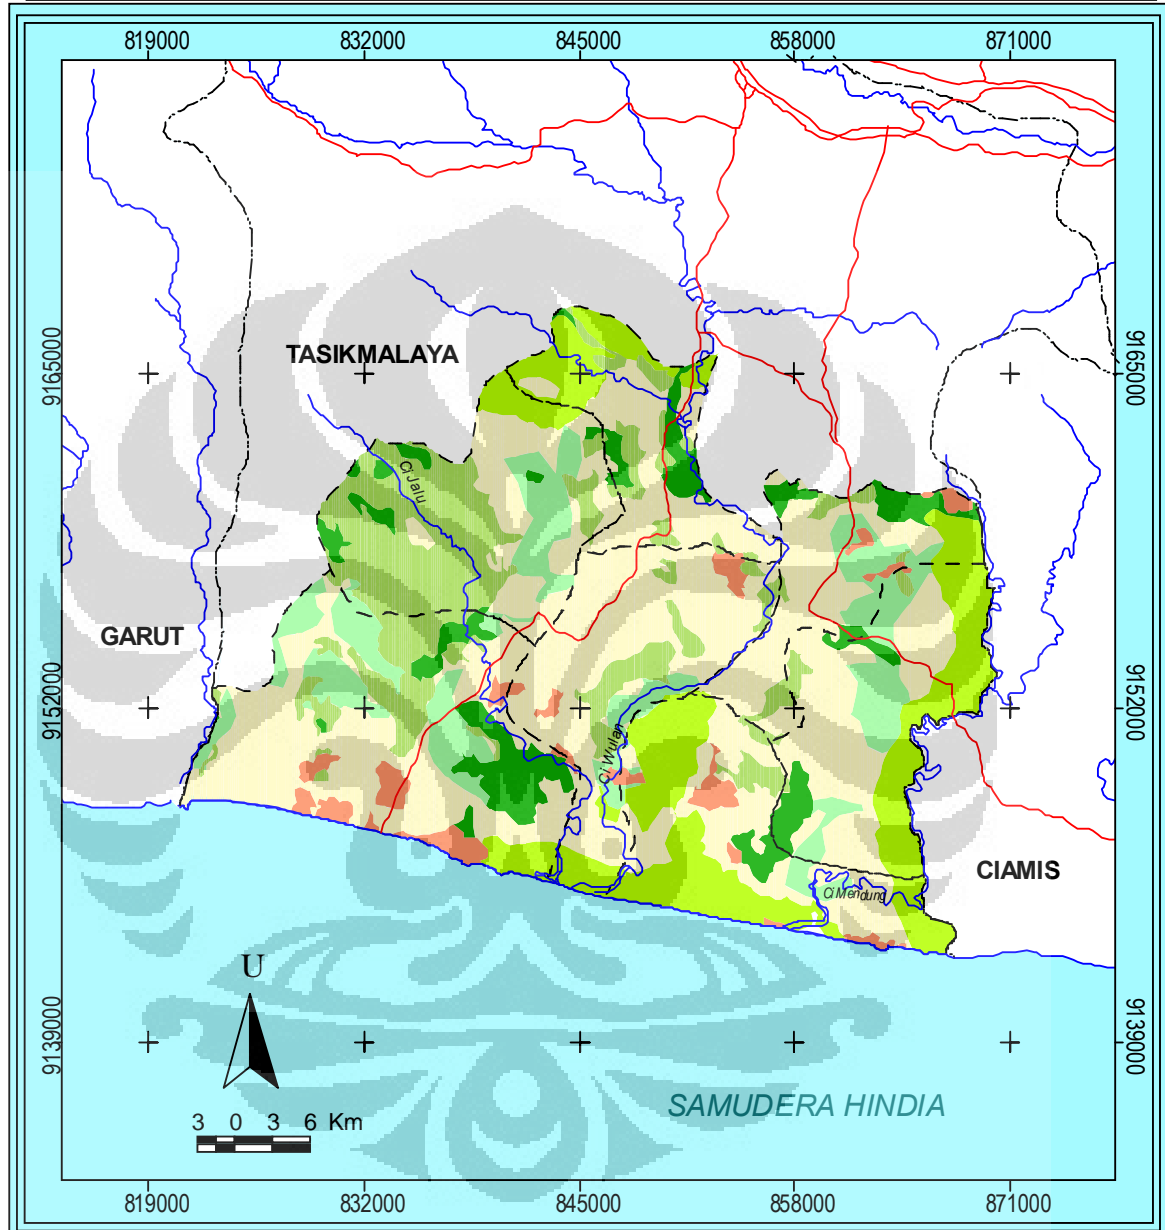 819000 832000 845000 858000 871000
TASIKMALAYA
9165000 9165000
Ci Jalu
GARUT
9152000 9152000
Ci Wulan
CIAMIS
Ci Mendung
U
9139000 9139000
SAMUDERA HINDIA
3 0 3 6 Km
819000 832000 845000 858000 871000